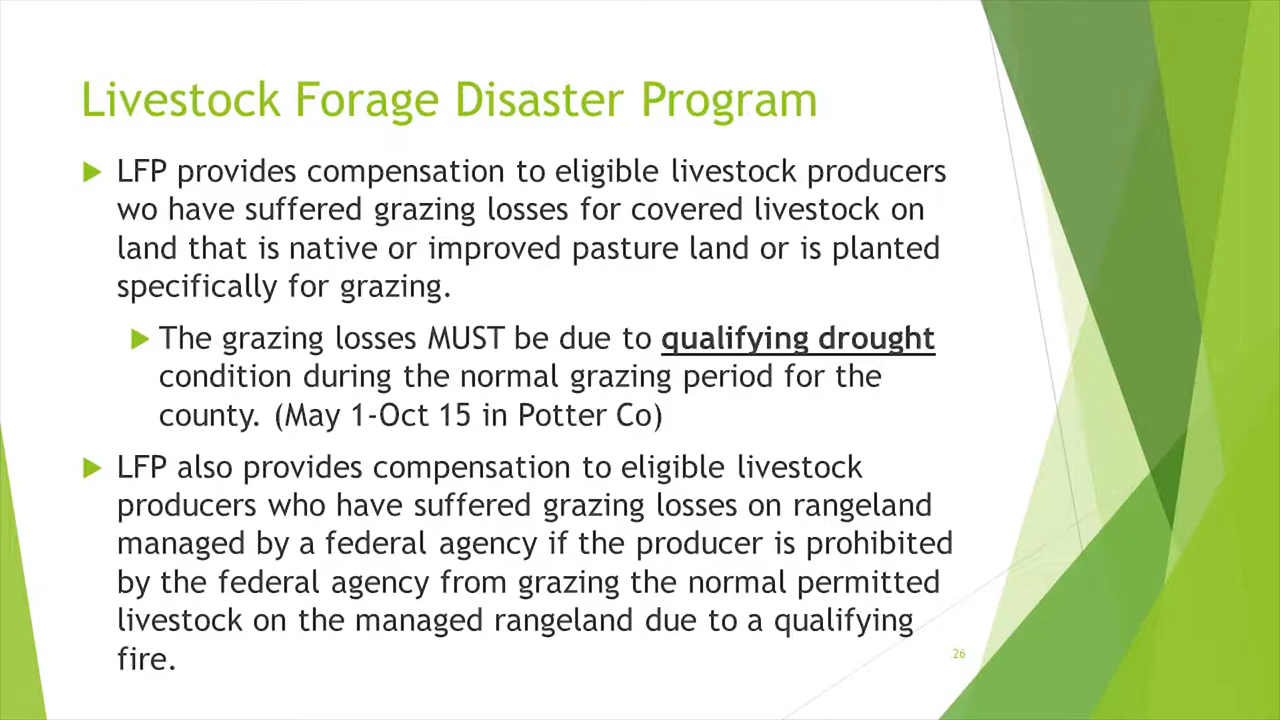 Livestock Forage Disaster Program
LFP provides compensation to eligible livestock producers
wo have suffered grazing losses for covered livestock on
land that is native or improved pasture land or is planted
specifically for grazing.
The grazing losses MUST be due to qualifying drought
condition during the normal grazing period for the
county. (May 1-Oct 15 in Potter Co)
LFP also provides compensation to eligible livestock
producers who have suffered grazing losses on rangeland
managed by a federal agency if the producer is prohibited
by the federal agency from grazing the normal permitted
livestock on the managed rangeland due to a qualifying
fire.
26